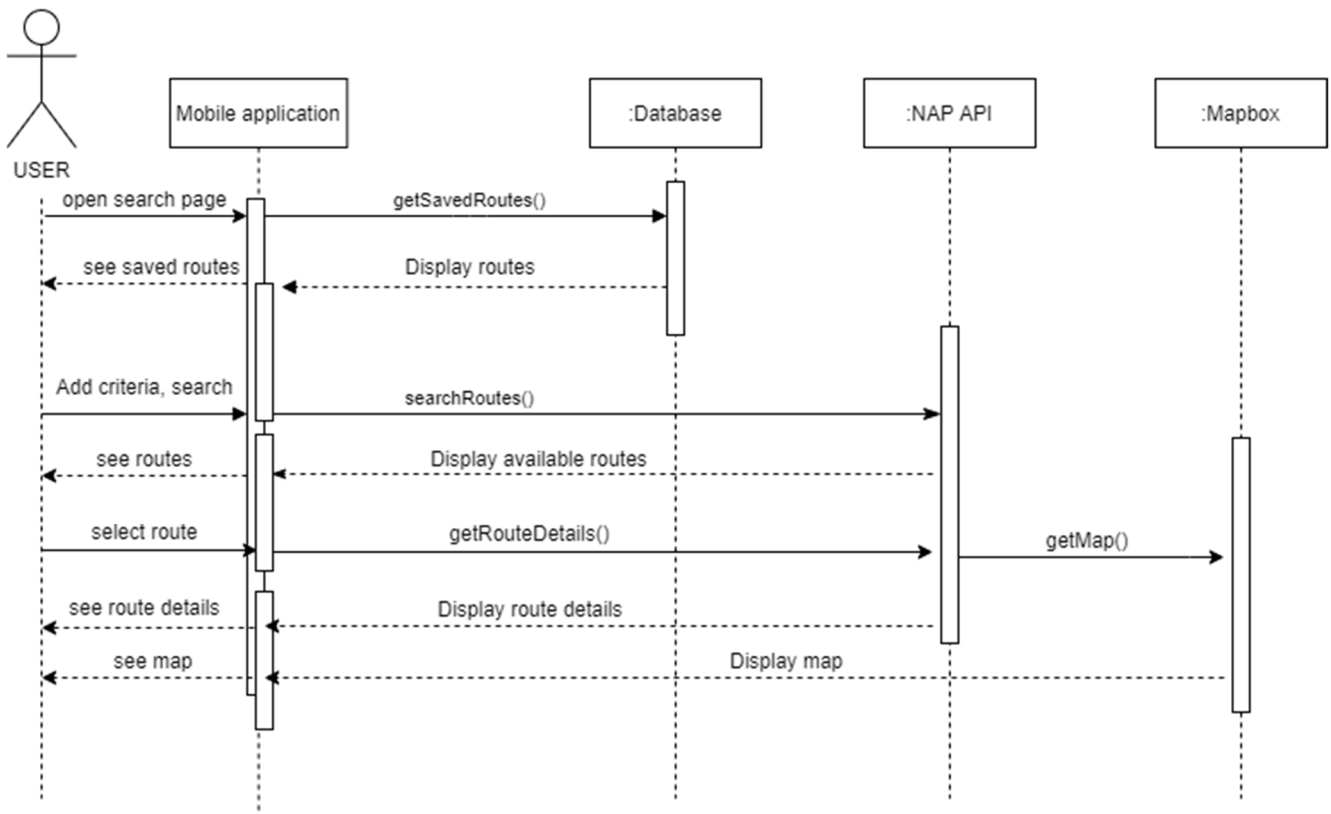 Mobile application
:Database
:NAP API
:Mapbox
USER
open search page
getSavedRoutes()
see saved routes
Display routes
Add criteria, search
searchRoutes()
see routes
Display available routes
select route
getRouteDetails()
getMap()
see route details
Display route details
see map
Display map